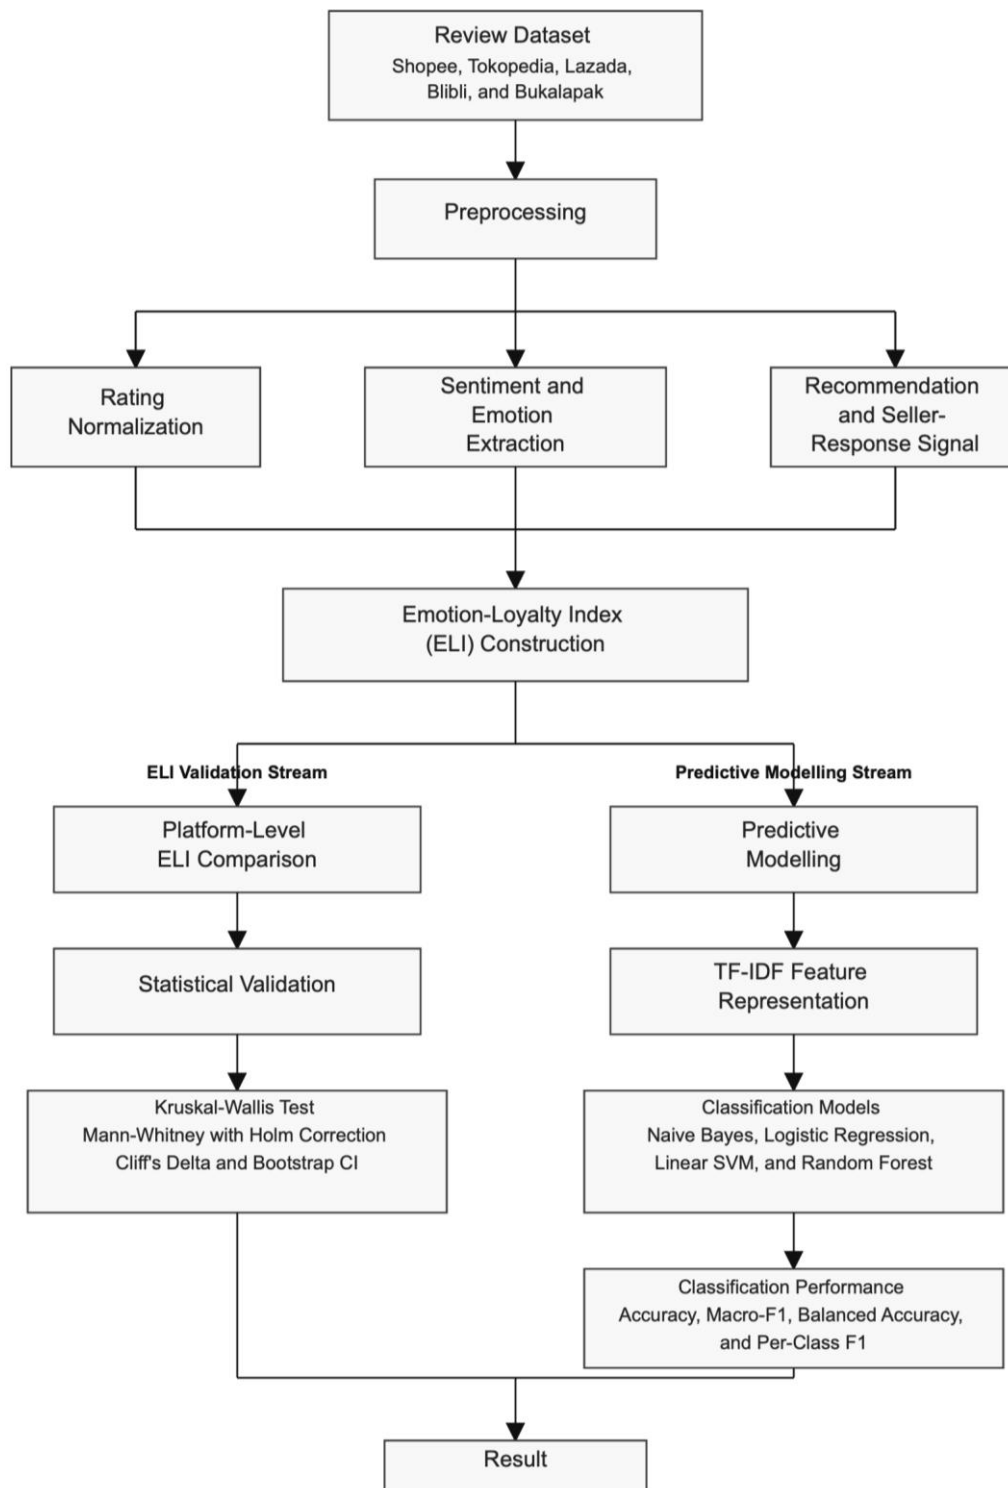 Review Dataset
Shopee, Tokopedia, Lazada,
Blibli, and Bukalapak
Preprocessing
Rating
Normalization
Sentiment and
Emotion
Extraction
Recommendation
and Seller-
Response Signal
Emotion-Loyalty Index
(ELI) Construction
ELI Validation Stream
Platform-Level
ELI Comparison
Statistical Validation
Kruskal-Wallis Test
Mann-Whitney with Holm Correction
Cliff's Delta and Bootstrap CI
Predictive Modelling Stream
Predictive
Modelling
TF-IDF Feature
Representation
Classification Models
Naive Bayes, Logistic Regression,
Linear SVM, and Random Forest
Classification Performance
Accuracy, Macro-F1, Balanced Accuracy,
and Per-Class F1
Result